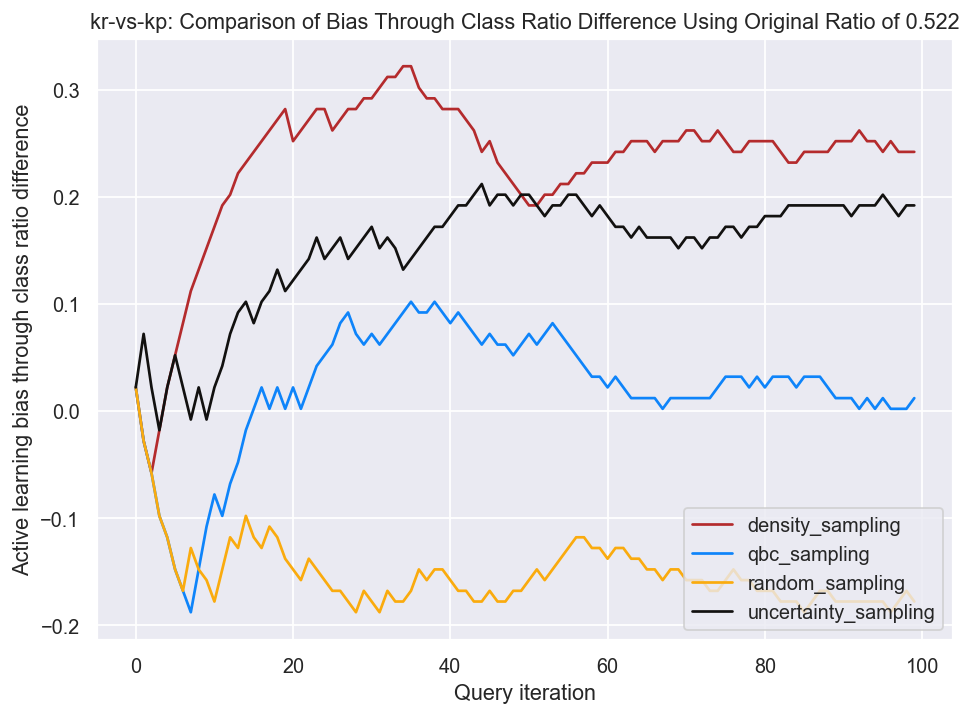 kr-vs-kp: Comparison of Bias Through Class Ratio Difference Using Original Ratio of 0.522
Active learning bias through class ratio difference
0.3
0.2
0.1
0.0
−0.1
−0.2
density_sampling
qbc_sampling
random_sampling
uncertainty_sampling
0 20 40 60 80 100
Query iteration